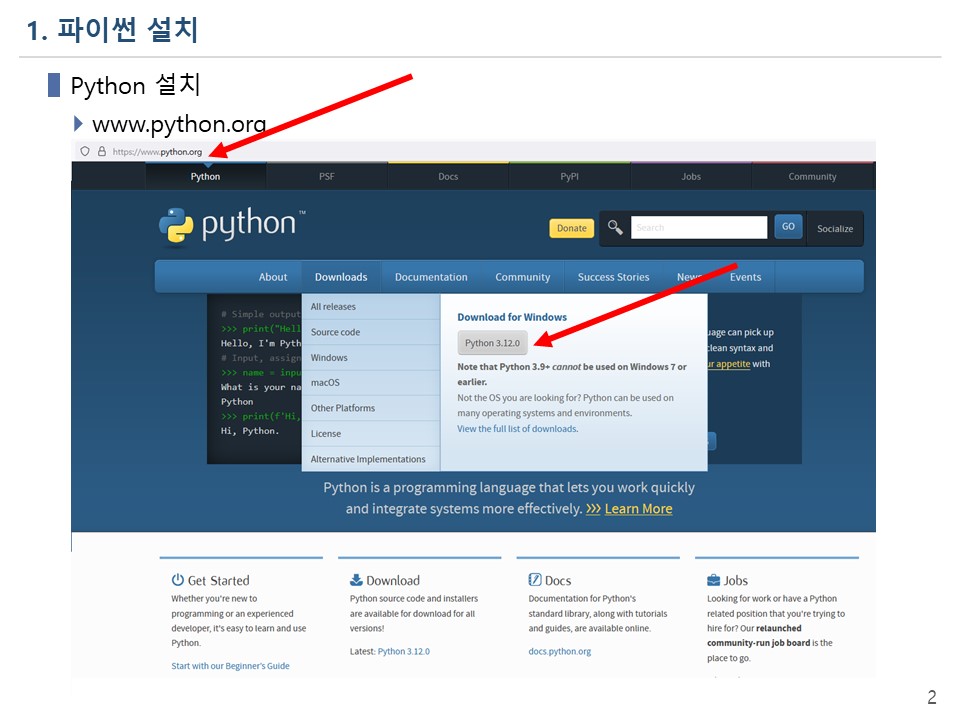 1. 파이썬 설치
Python 설치
www.python.org
https://www.python.org
Python PSF Docs PyPI Jobs Community
python™
Donate Search GO Socialize
About Downloads Documentation Community Success Stories News Events
# Simple output
>>> print("Hell
Hello, I'm Pyth
# Input, assign
>>> name = inpu
What is your na
Python
>>> print(f'Hi,
Hi, Python.
All releases
Source code
Windows
macOS
Other Platforms
License
Alternative Implementations
Download for Windows
Python 3.12.0
Note that Python 3.9+ cannot be used on Windows 7 or
earlier.
Not the OS you are looking for? Python can be used on
many operating systems and environments.
View the full list of downloads.
uage can pick up
clean syntax and
ur appetite with
Python is a programming language that lets you work quickly
and integrate systems more effectively. >>> Learn More
Get Started
Whether you're new to
programming or an experienced
developer, it's easy to learn and use
Python.
Start with our Beginner's Guide
Download
Python source code and installers
are available for download for all
versions!
Latest: Python 3.12.0
Docs
Documentation for Python's
standard library, along with tutorials
and guides, are available online.
docs.python.org
Jobs
Looking for work or have a Python
related position that you're trying to
hire for? Our relaunched
community-run job board is the
place to go.
2